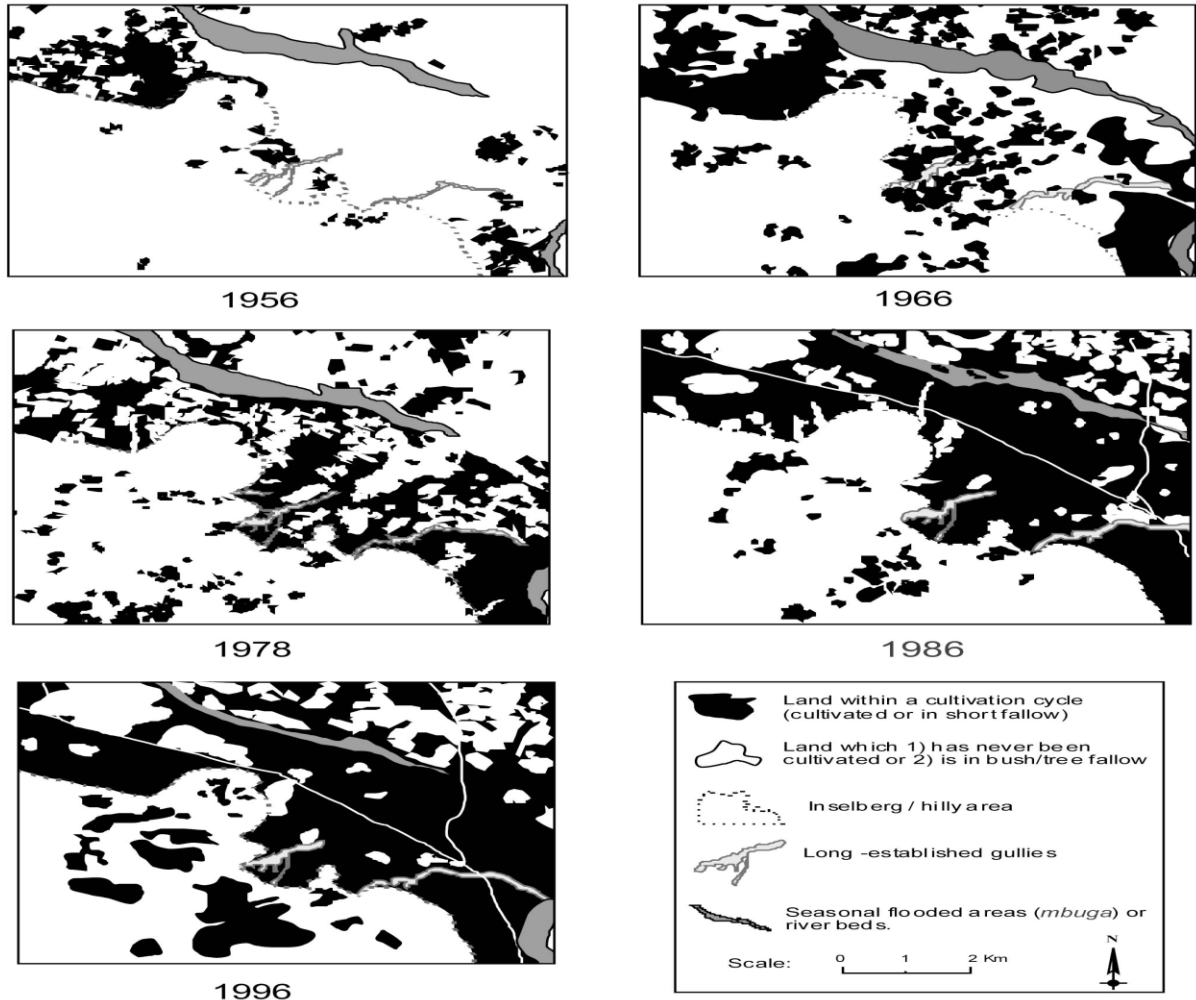 1956
1966
1978
1986
1996
Land within a cultivation cycle
(cultivated or in short fallow)
Land which 1) has never been
cultivated or 2) is in bush/tree fallow
Inselberg / hilly area
Long -established gullies
Seasonal flooded areas (mbuga) or
river beds.
N
Scale: 0 1 2 Km